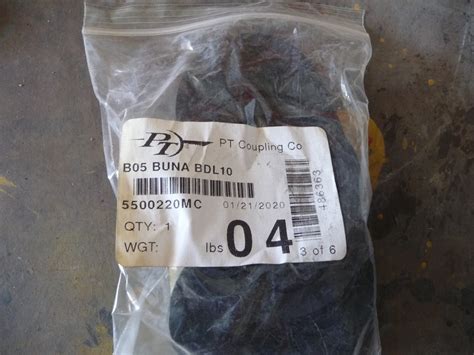 PT PT Coupling Co
B05 BUNA BDL10
5500220MC 01/21/2020
QTY: 1
WGT: lbs 04 3 of 6
486363